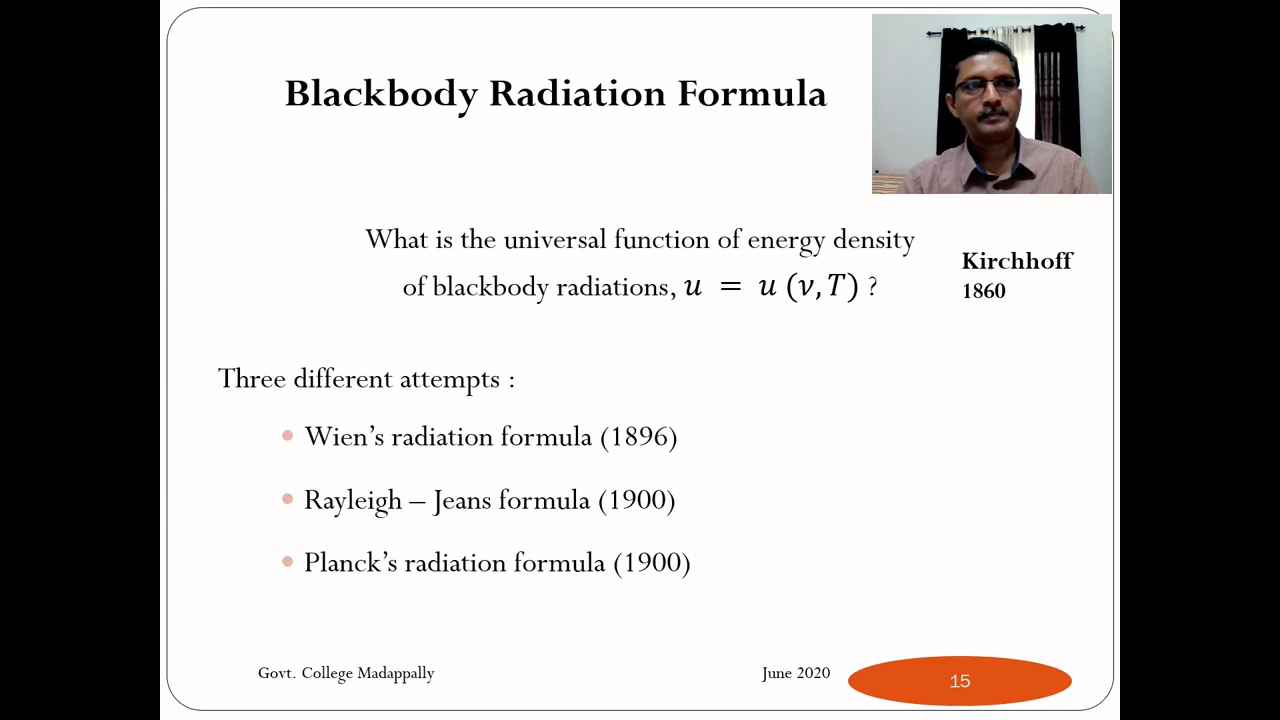 Blackbody Radiation Formula
What is the universal function of energy density
of blackbody radiations, u = u (ν, T) ?
Kirchhoff
1860
Three different attempts :
• Wien’s radiation formula (1896)
• Rayleigh – Jeans formula (1900)
• Planck’s radiation formula (1900)
Govt. College Madappally
June 2020
15